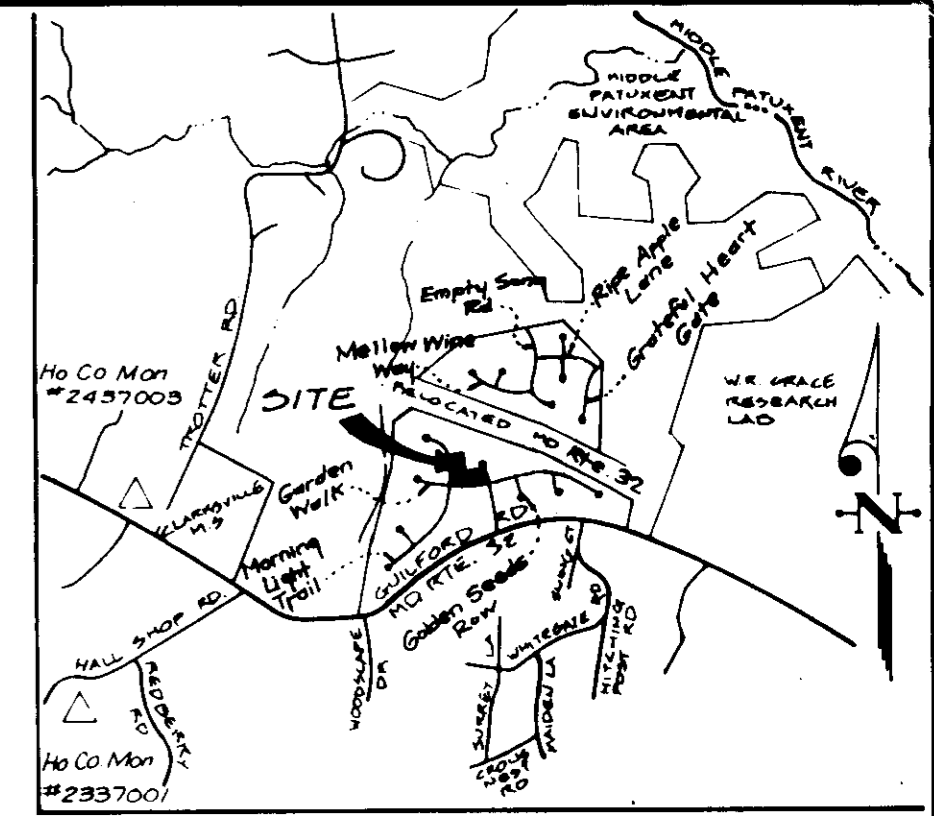 MIDDLE
PATUXENT
RIVER
MIDDLE
PATUXENT
ENVIRONMENTAL
AREA
Ripe Apple
Lane
Grateful Heart
Gate
Empty Song
Rd
Mellow Wine
Way
RELOCATED MD Rte. 32
TROTTER RD
Ho Co Mon
#2437003
SITE
W.R. GRACE
RESEARCH
LAB
Garden
Walk
CLARKSVILLE
M.S
N
Morning
Light
Trail
GUILFORD RD.
MD RTE. 32
Golden Seeds
Row
HALL SHOP RD.
REDBERRY
RD
WOODSCAPE
DR
WHITEGATE RD
HITCHING
POST RD
SURREY LA
MAIDEN LA
CROWS
NEST
RD
Ho Co. Mon
#2337001